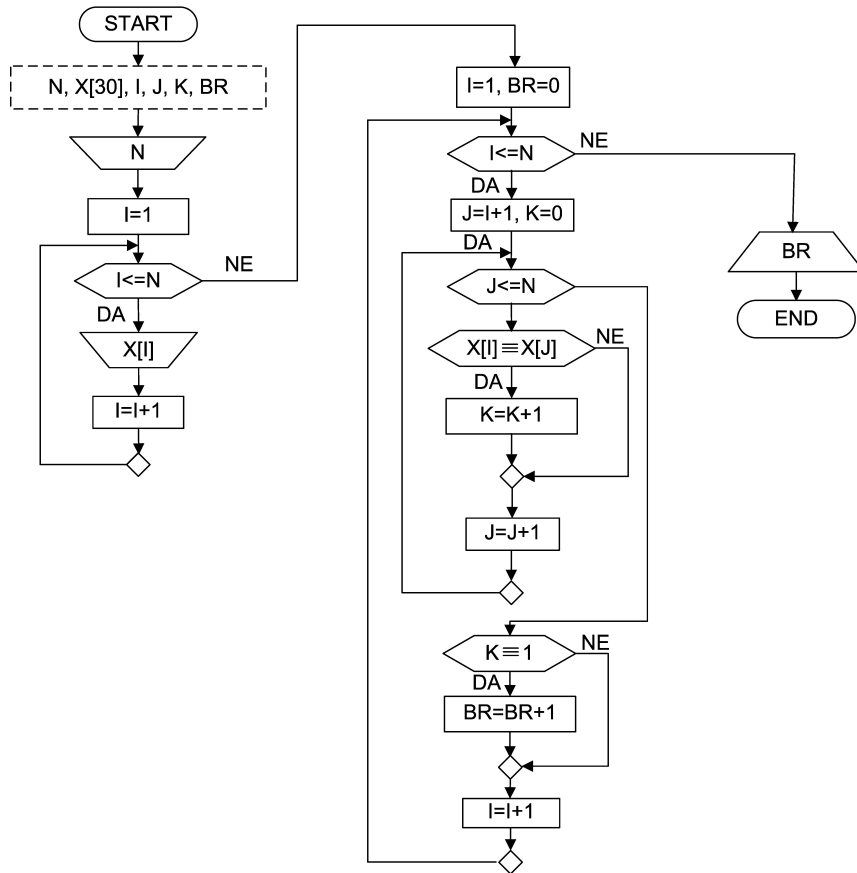 START
N, X[30], I, J, K, BR
N
I=1
I<=N
NE
DA
X[I]
I=I+1
I=1, BR=0
I<=N
NE
DA
J=I+1, K=0
DA
J<=N
X[I]≡X[J]
NE
DA
K=K+1
J=J+1
K≡1
NE
DA
BR=BR+1
I=I+1
BR
END